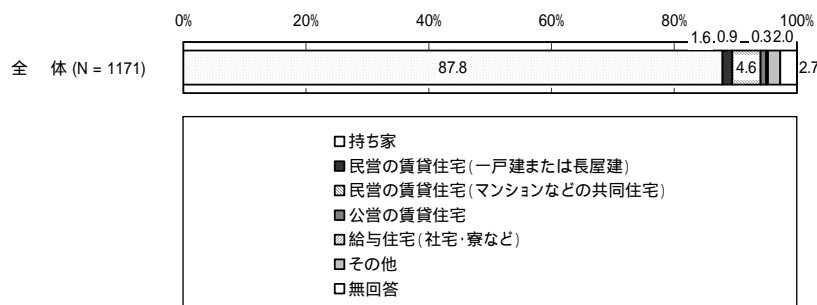 0% 20% 40% 60% 80% 100%
1.6 0.9 0.3 2.0
全 体 (N = 1171) 87.8 4.6 2.7
持ち家
民営の賃貸住宅(一戸建または長屋建)
民営の賃貸住宅(マンションなどの共同住宅)
公営の賃貸住宅
給与住宅(社宅・寮など)
その他
無回答